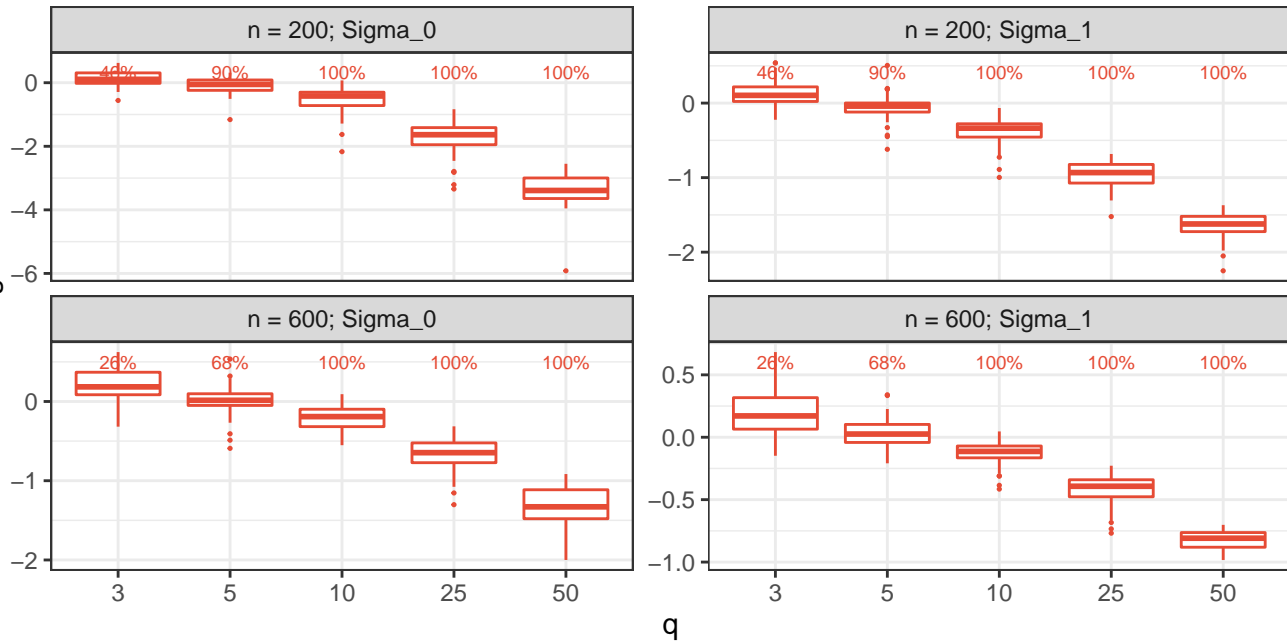 n = 200; Sigma_0
n = 200; Sigma_1
46% 90% 100% 100% 100%
0
−2
−4
−6
46% 90% 100% 100% 100%
0
−1
−2
n = 600; Sigma_0
n = 600; Sigma_1
26% 68% 100% 100% 100%
0
−1
−2
26% 68% 100% 100% 100%
0.5
0.0
−0.5
−1.0
3 5 10 25 50
3 5 10 25 50
q